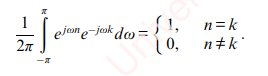 1/2π ∫_{-π}^{π} e^{jωn} e^{-jωk} dω = { 1, n = k
0, n ≠ k .